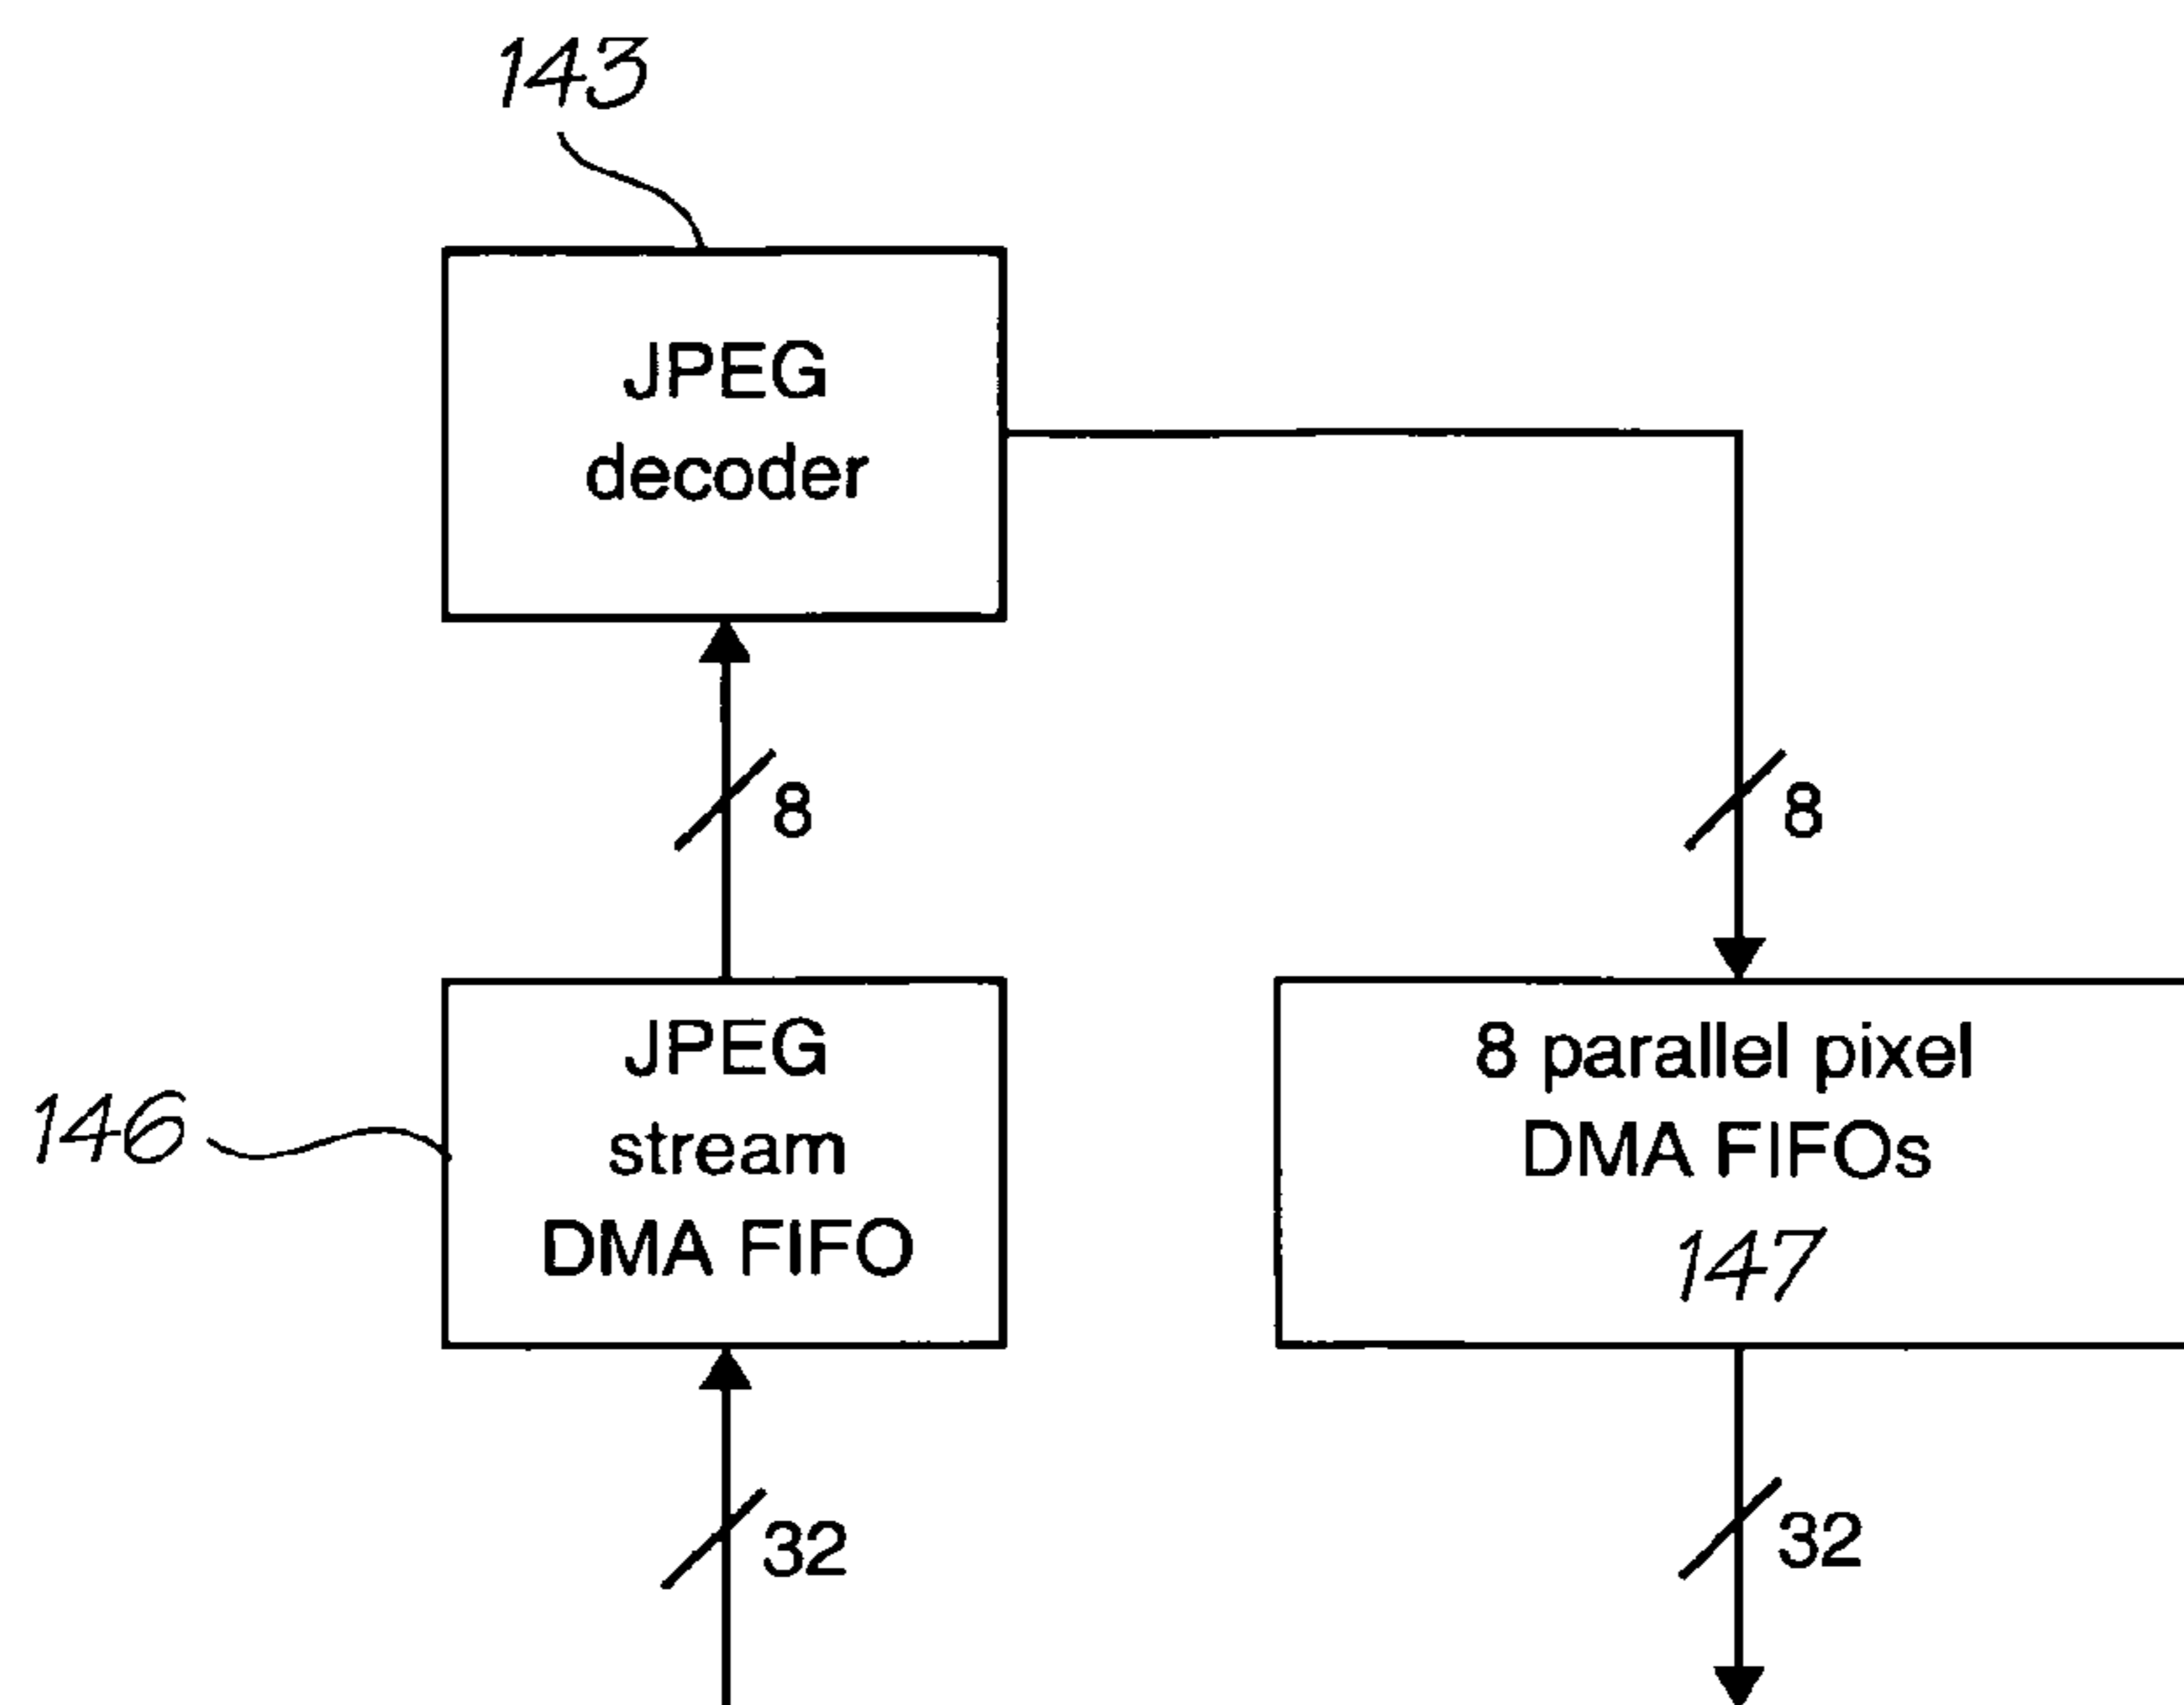 143
JPEG
decoder
8
8
JPEG
stream
DMA FIFO
146
8 parallel pixel
DMA FIFOs
147
32
32